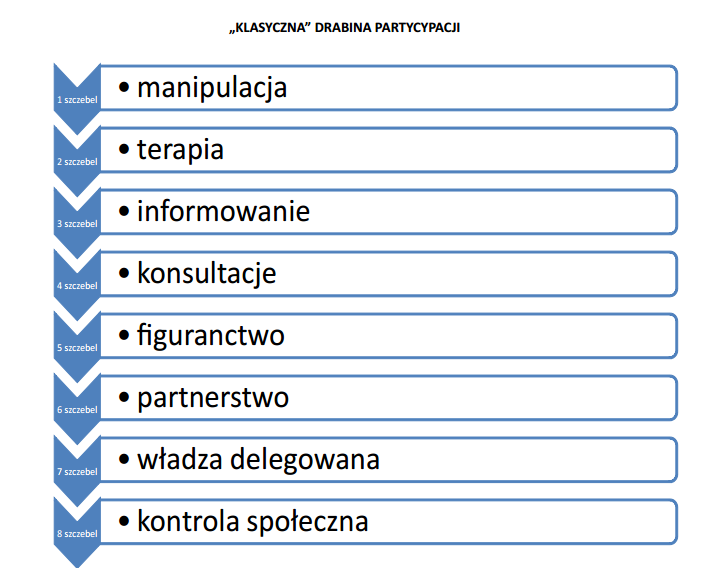 „KLASYCZNA” DRABINA PARTYCYPACJI
1 szczebel
• manipulacja
2 szczebel
• terapia
3 szczebel
• informowanie
4 szczebel
• konsultacje
5 szczebel
• figuranctwo
6 szczebel
• partnerstwo
7 szczebel
• władza delegowana
8 szczebel
• kontrola społeczna